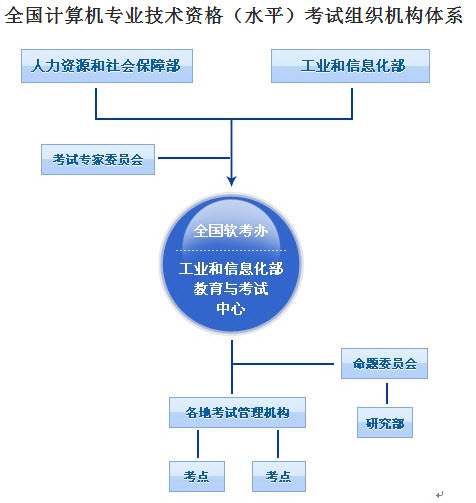 全国计算机专业技术资格（水平）考试组织机构体系
人力资源和社会保障部
工业和信息化部
考试专家委员会
全国软考办
工业和信息化部
教育与考试
中心
命题委员会
各地考试管理机构
研究部
考点
考点